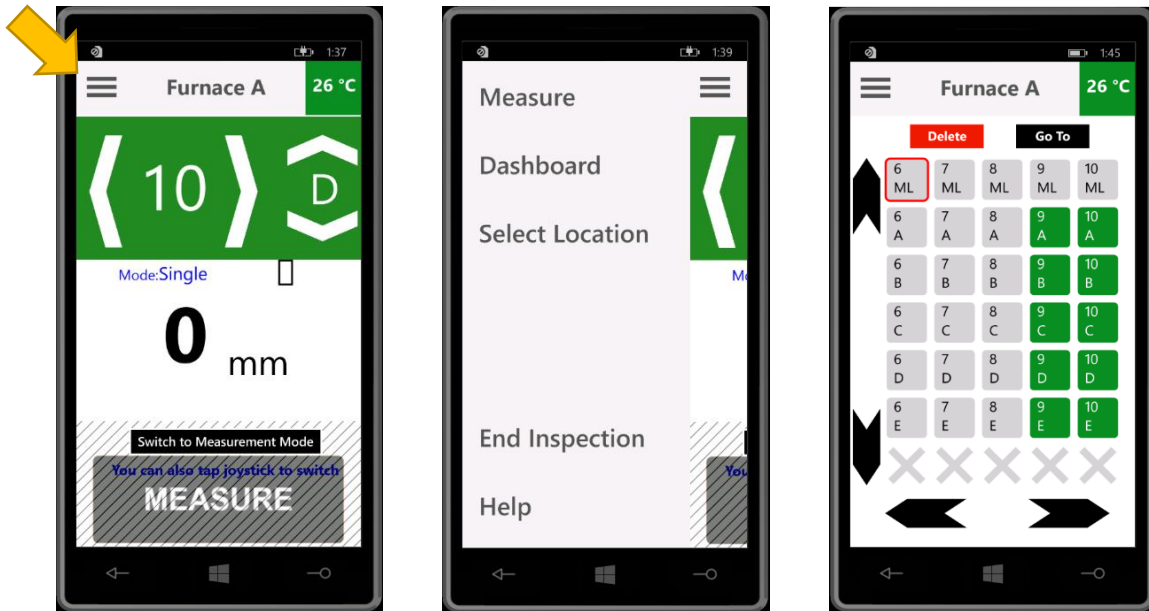 1:37
Furnace A
26 °C
10
D
Mode:Single
0 mm
Switch to Measurement Mode
You can also tap joystick to switch
MEASURE
1:39
Measure
Dashboard
Select Location
M
End Inspection
You
Help
1:45
Furnace A
26 °C
Delete
Go To
6 7 8 9 10
ML ML ML ML ML
6 7 8 9 10
A A A A A
6 7 8 9 10
B B B B B
6 7 8 9 10
C C C C C
6 7 8 9 10
D D D D D
6 7 8 9 10
E E E E E